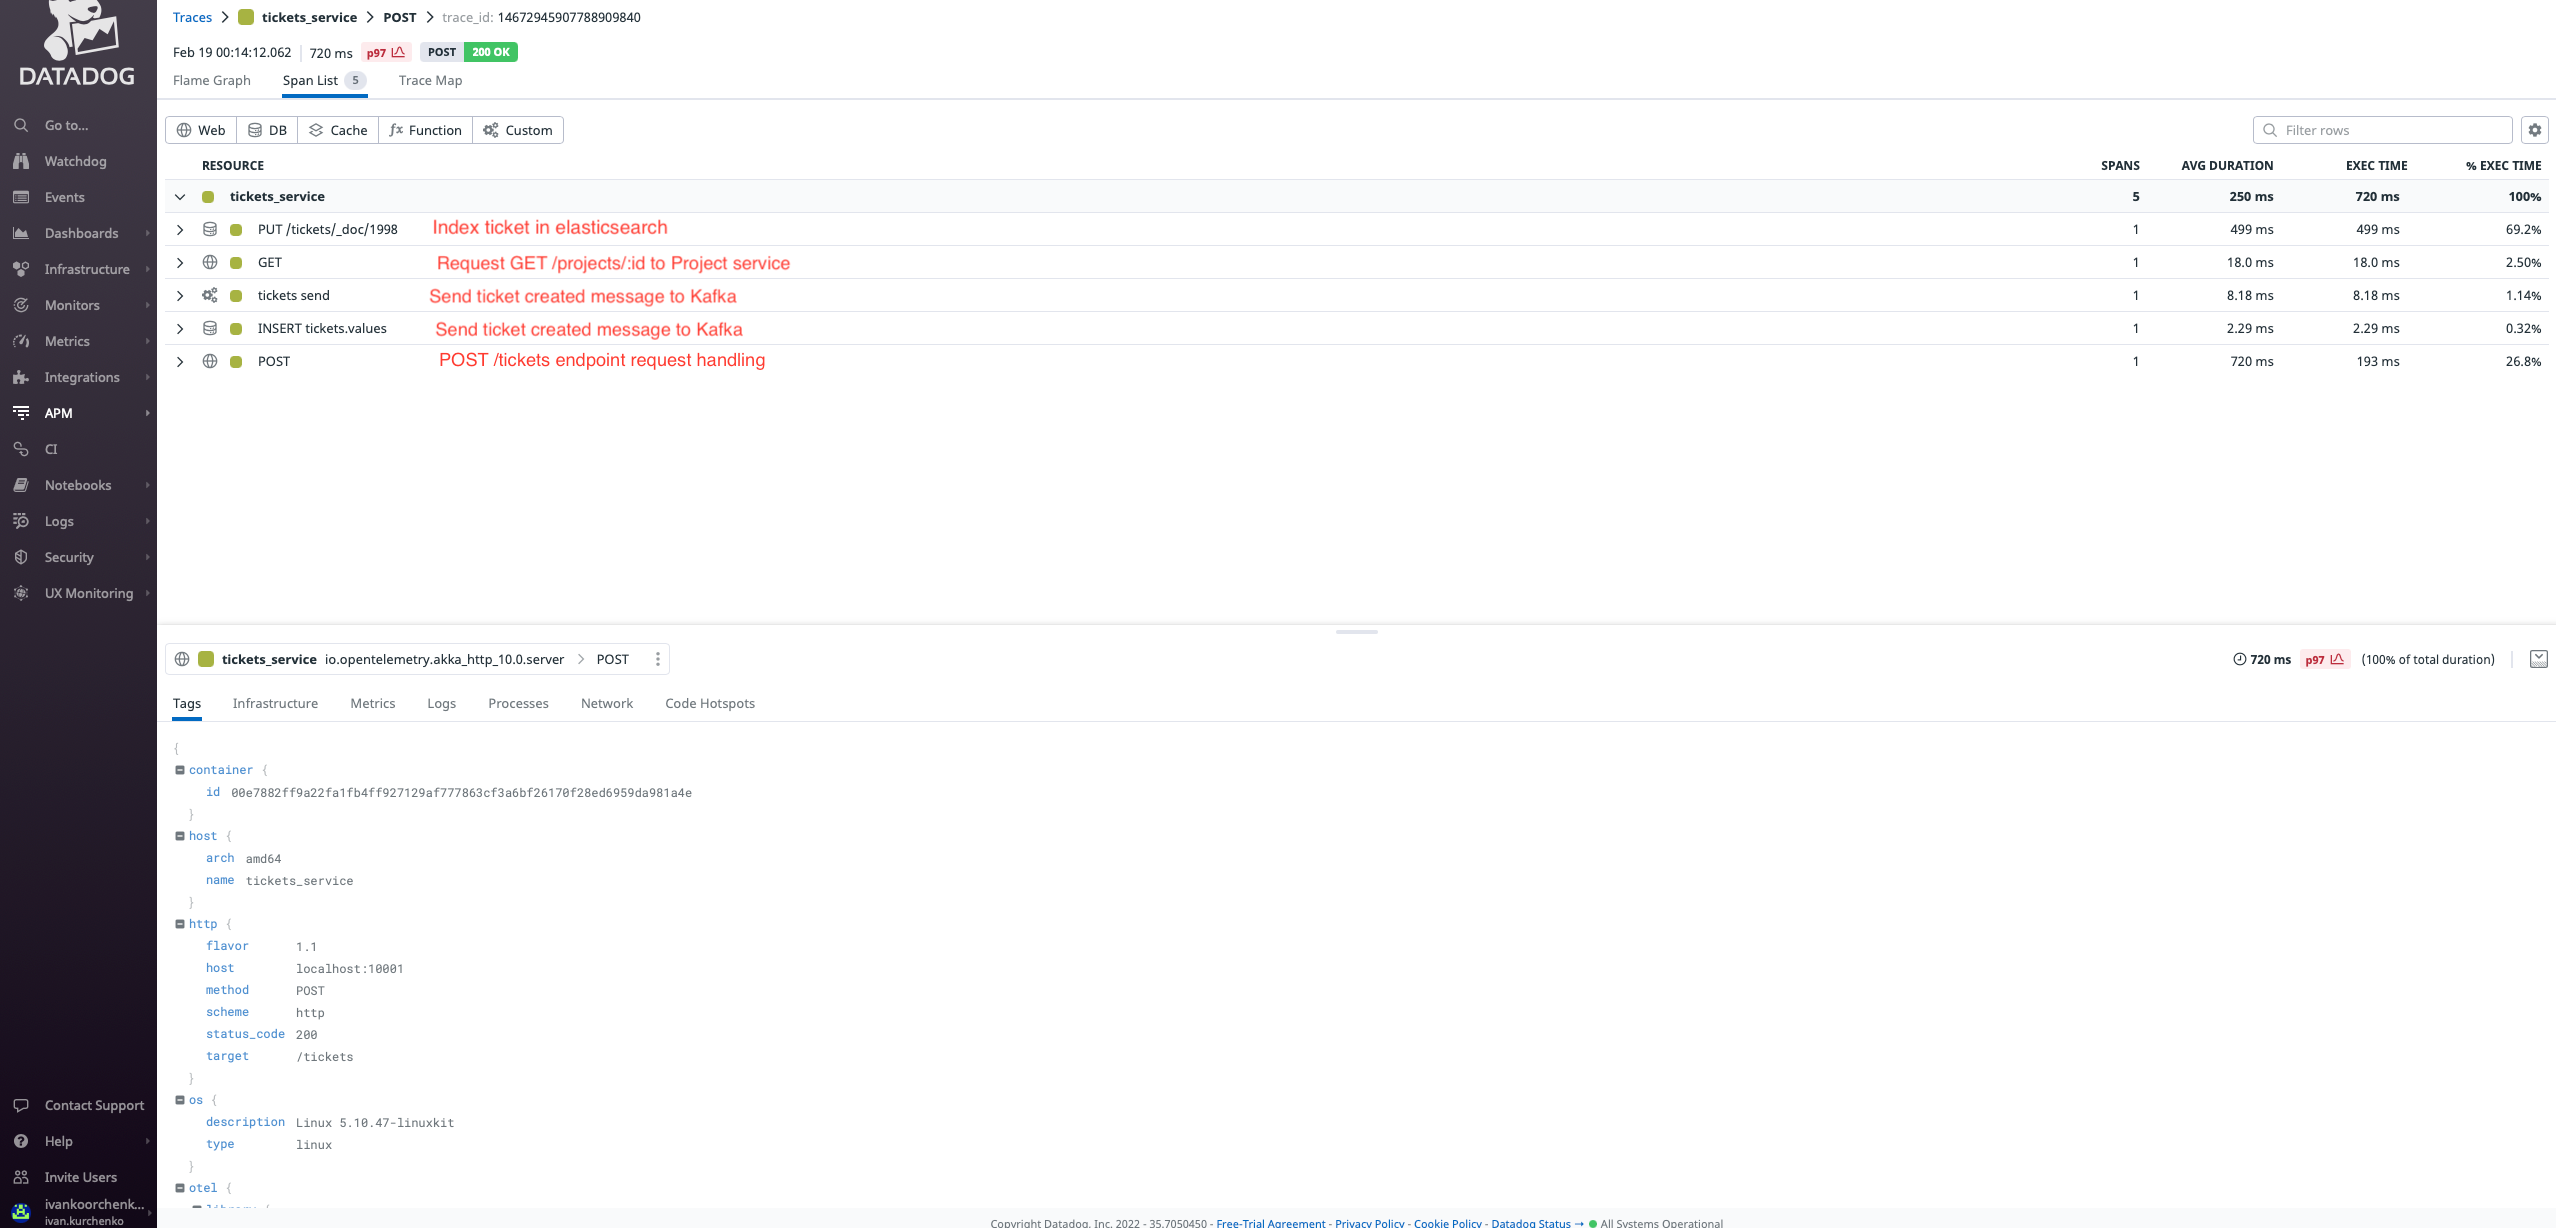 DATADOG
Go to...
Watchdog
Events
Dashboards
Infrastructure
Monitors
Metrics
Integrations
APM
CI
Notebooks
Logs
Security
UX Monitoring
Contact Support
Help
Invite Users
ivankoorchenk...
ivan.kurchenko
Traces > tickets_service > POST > trace_id: 14672945907788909840
Feb 19 00:14:12.062 720 ms p97 POST 200 OK
Flame Graph Span List 5 Trace Map
Web DB Cache Function Custom Filter rows
RESOURCE SPANS AVG DURATION EXEC TIME % EXEC TIME
tickets_service 5 250 ms 720 ms 100%
PUT /tickets/_doc/1998 Index ticket in elasticsearch 1 499 ms 499 ms 69.2%
GET Request GET /projects/:id to Project service 1 18.0 ms 18.0 ms 2.50%
tickets send Send ticket created message to Kafka 1 8.18 ms 8.18 ms 1.14%
INSERT tickets.values Send ticket created message to Kafka 1 2.29 ms 2.29 ms 0.32%
POST POST /tickets endpoint request handling 1 720 ms 193 ms 26.8%
tickets_service io.opentelemetry.akka_http_10.0.server > POST 720 ms p97 (100% of total duration)
Tags Infrastructure Metrics Logs Processes Network Code Hotspots
{
container {
id 00e7882ff9a22fa1fb4ff927129af777863cf3a6bf26170f28ed6959da981a4e
}
host {
arch amd64
name tickets_service
}
http {
flavor 1.1
host localhost:10001
method POST
scheme http
status_code 200
target /tickets
}
os {
description Linux 5.10.47-linuxkit
type linux
}
otel {
Copyright Datadog, Inc. 2022 - 35.7050450 - Free-Trial Agreement - Privacy Policy - Cookie Policy - Datadog Status → All Systems Operational